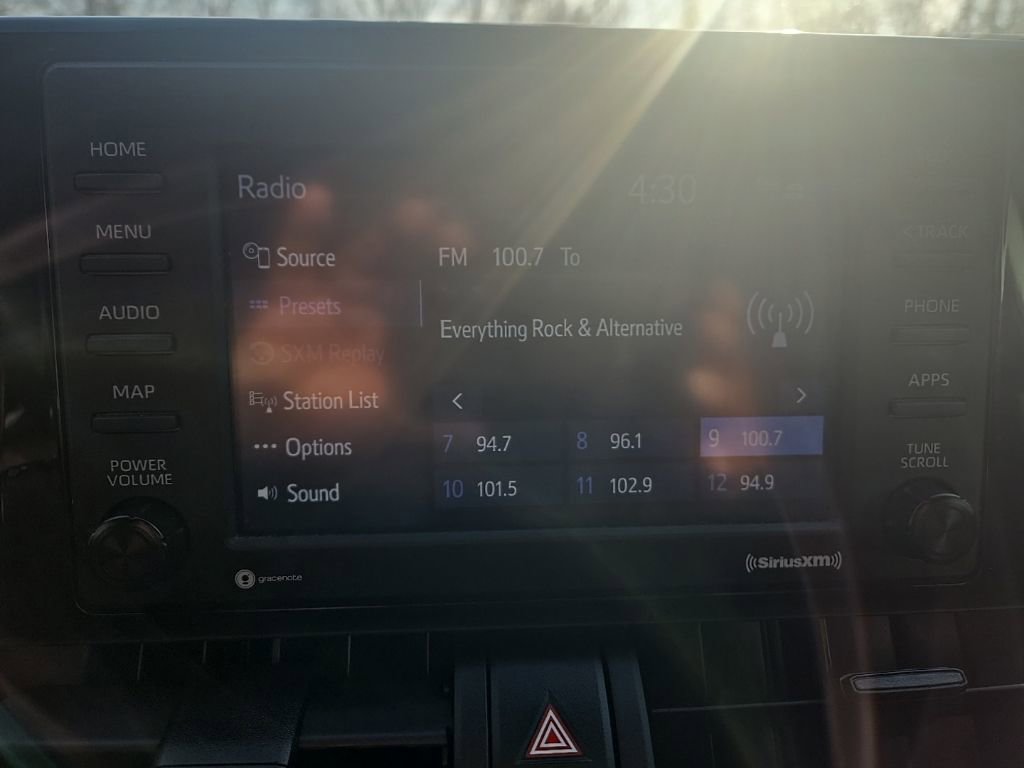 HOME
MENU
AUDIO
MAP
POWER
VOLUME
Radio
4:30
Source
Presets
SXM Replay
Station List
Options
Sound
FM 100.7 To
Everything Rock & Alternative
<
>
7 94.7
8 96.1
9 100.7
10 101.5
11 102.9
12 94.9
< TRACK
PHONE
APPS
TUNE
SCROLL
gracenote
((SiriusXM))